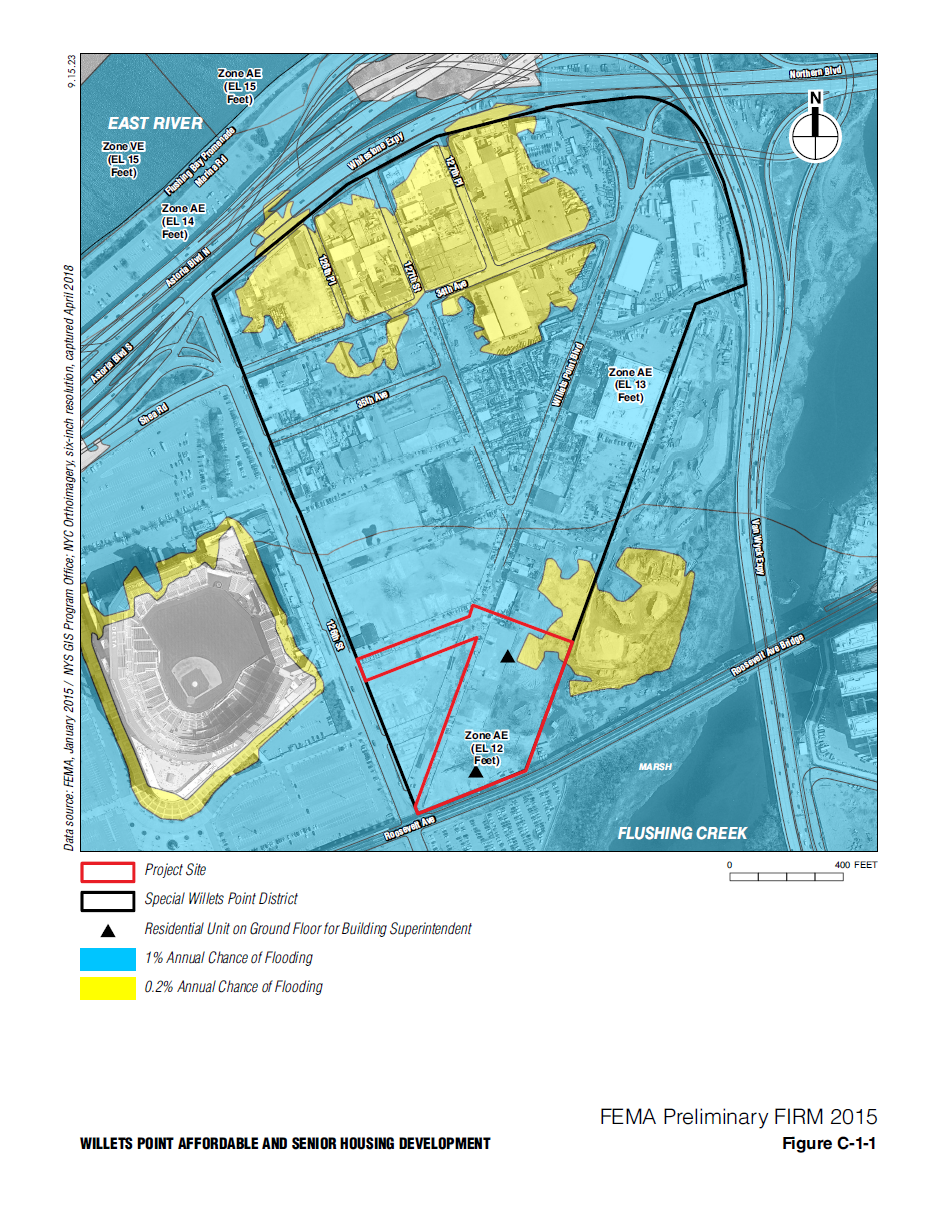 9.15.23
Data source: FEMA, January 2015 / NYS GIS Program Office; NYC Orthoimagery, six-inch resolution, captured April 2018
Zone AE
(EL 15
Feet)
Northern Blvd
N
EAST RIVER
Zone VE
(EL 15
Feet)
Flushing Bay Promenade
Marina Rd
Whitestone Expy
127th Pl
Zone AE
(EL 14
Feet)
Astoria Blvd N
126th Pl
127th St
34th Ave
Astoria Blvd S
Willets Point Blvd
Zone AE
(EL 13
Feet)
35th Ave
Shea Rd
Van Wyck Expy
126th St
Roosevelt Ave Bridge
Zone AE
(EL 12
Feet)
MARSH
Roosevelt Ave
FLUSHING CREEK
0 400 FEET
Project Site
Special Willets Point District
Residential Unit on Ground Floor for Building Superintendent
1% Annual Chance of Flooding
0.2% Annual Chance of Flooding
FEMA Preliminary FIRM 2015
WILLETS POINT AFFORDABLE AND SENIOR HOUSING DEVELOPMENT
Figure C-1-1